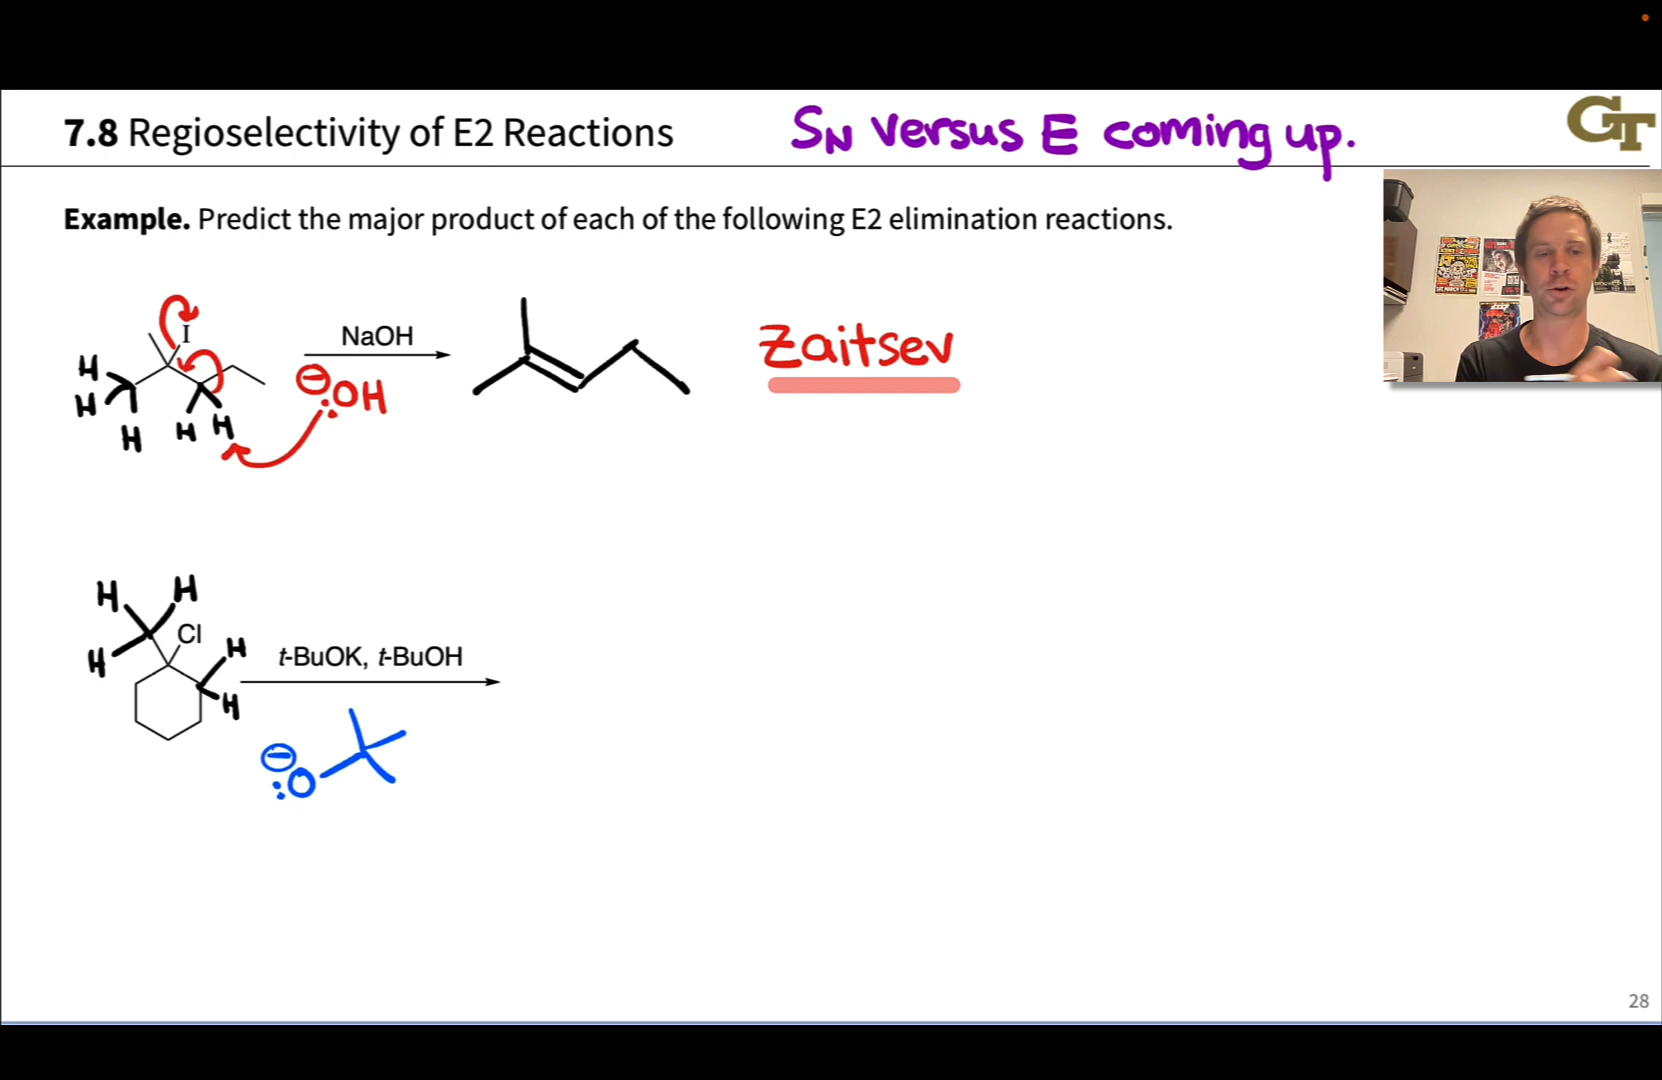 7.8 Regioselectivity of E2 Reactions
SN versus E coming up.
GT
Example. Predict the major product of each of the following E2 elimination reactions.
I
NaOH
⊖
:OH
H
H
H
H
H
Zaitsev
H
H
H
Cl
H
H
t-BuOK, t-BuOH
⊖
:O
28